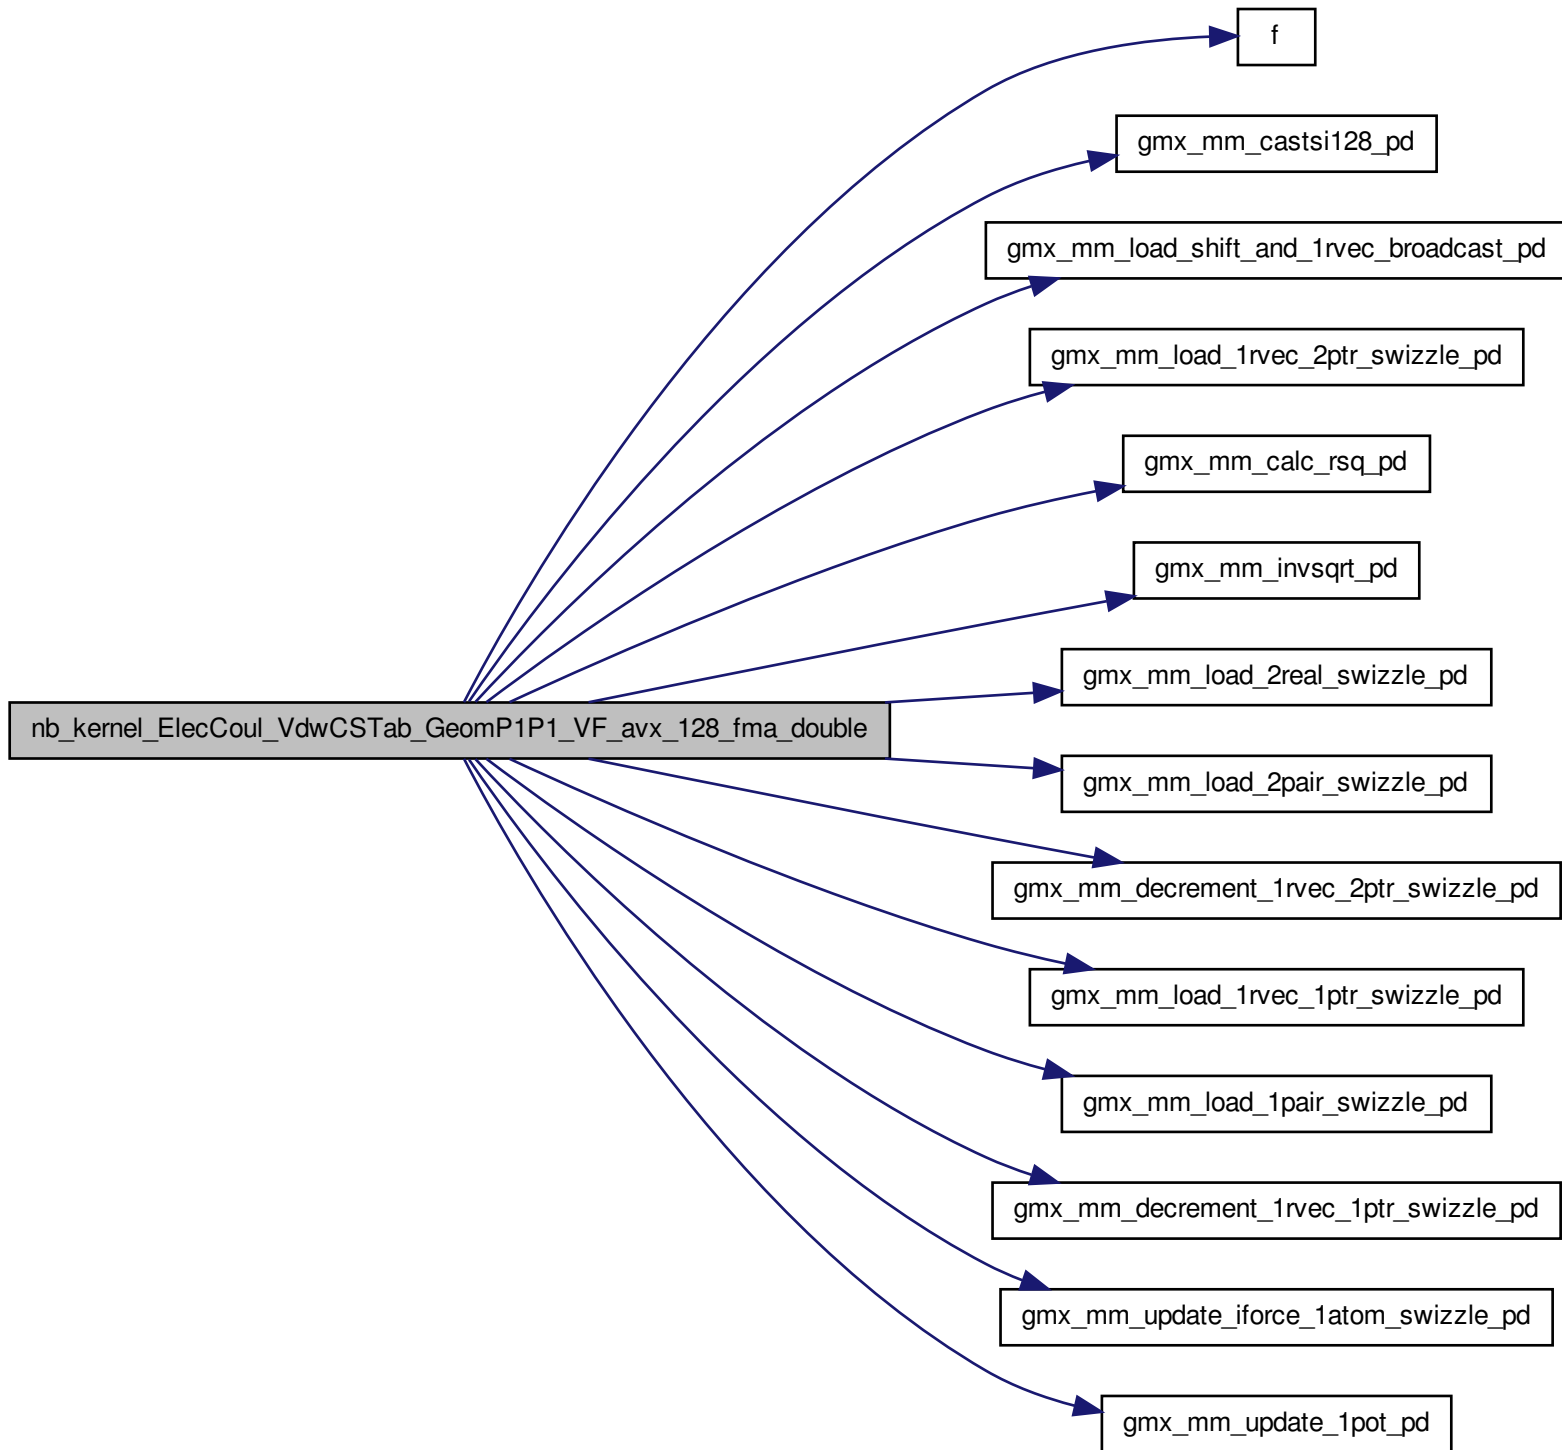 f
gmx_mm_castsi128_pd
gmx_mm_load_shift_and_1rvec_broadcast_pd
gmx_mm_load_1rvec_2ptr_swizzle_pd
gmx_mm_calc_rsq_pd
gmx_mm_invsqrt_pd
gmx_mm_load_2real_swizzle_pd
nb_kernel_ElecCoul_VdwCSTab_GeomP1P1_VF_avx_128_fma_double
gmx_mm_load_2pair_swizzle_pd
gmx_mm_decrement_1rvec_2ptr_swizzle_pd
gmx_mm_load_1rvec_1ptr_swizzle_pd
gmx_mm_load_1pair_swizzle_pd
gmx_mm_decrement_1rvec_1ptr_swizzle_pd
gmx_mm_update_iforce_1atom_swizzle_pd
gmx_mm_update_1pot_pd